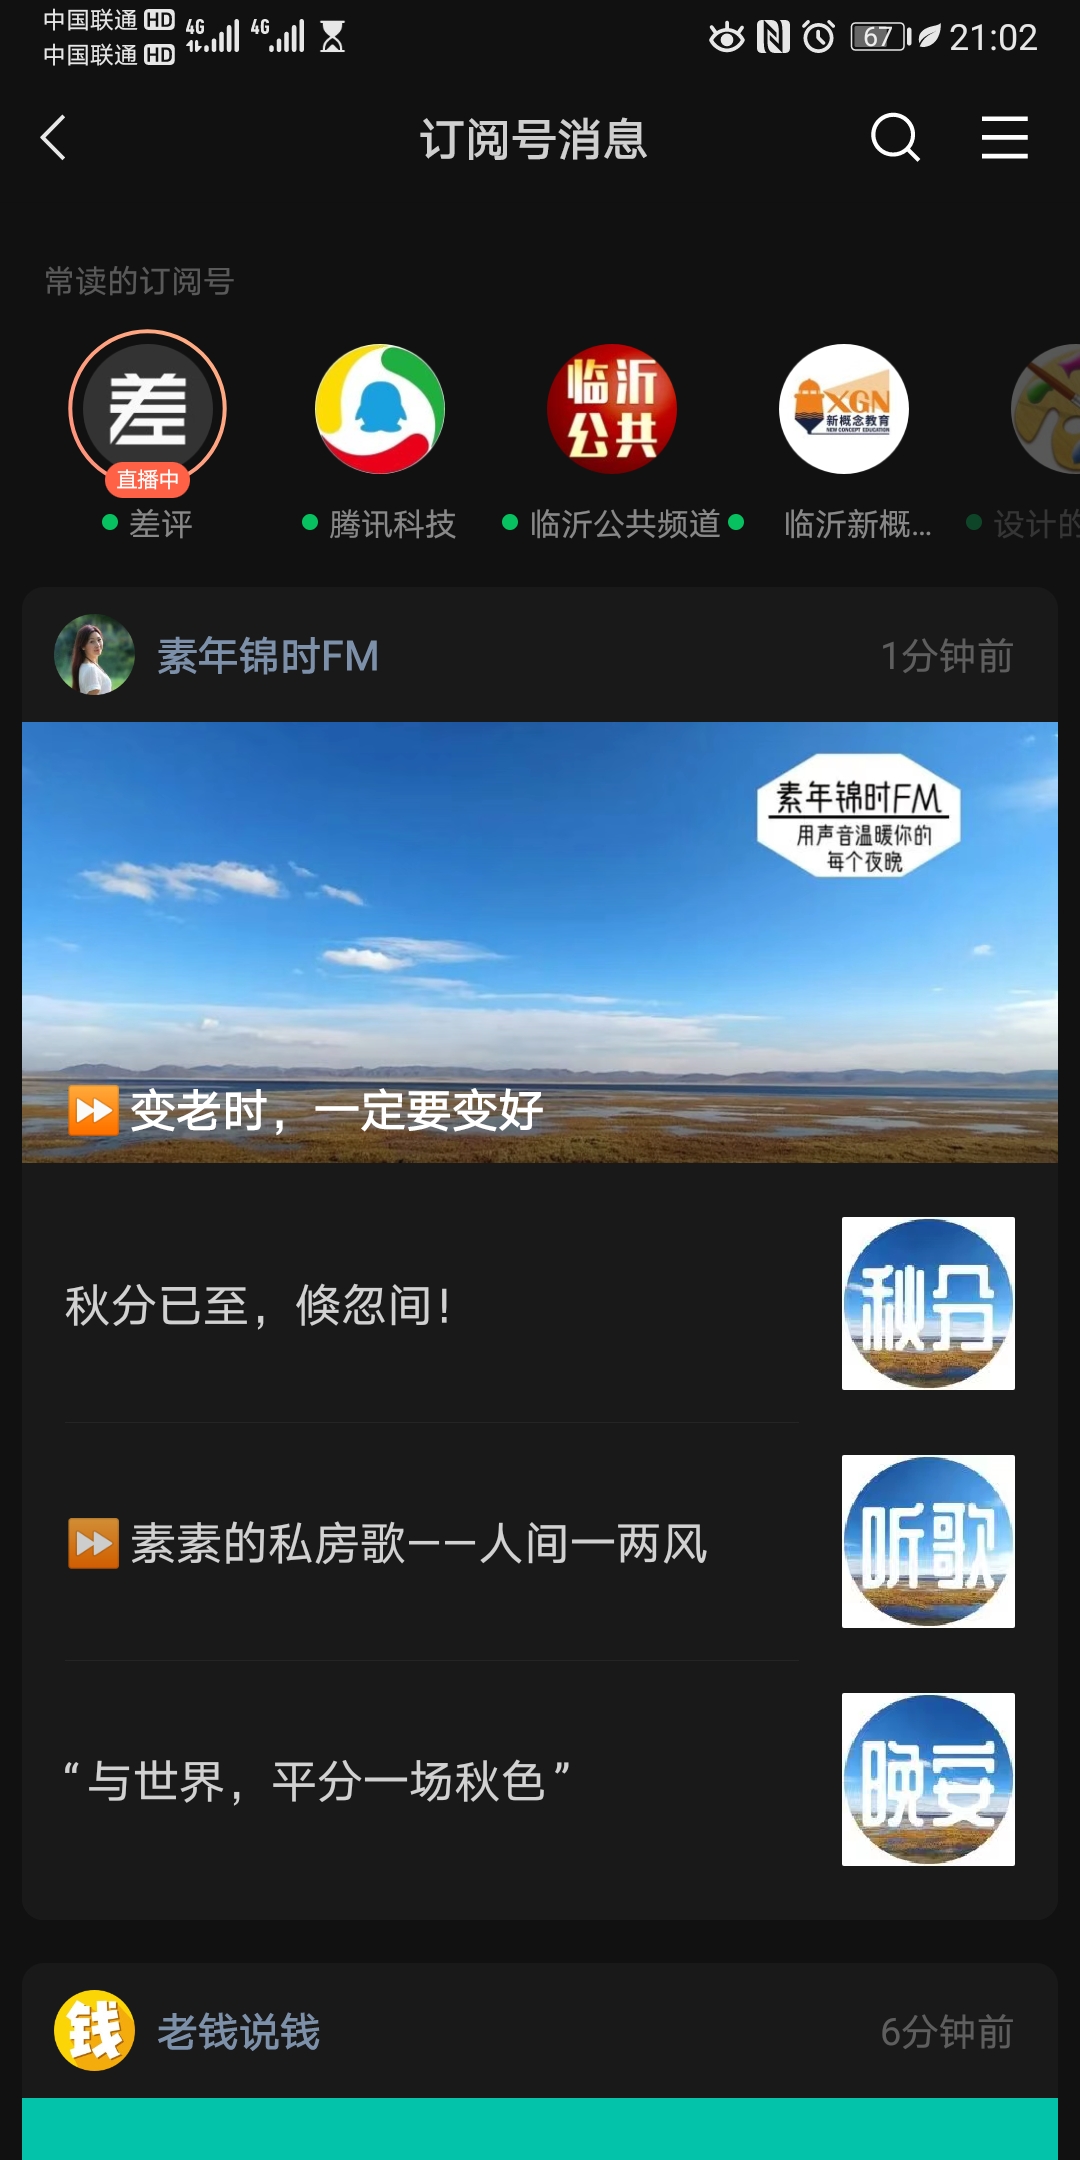 中国联通 HD
中国联通 HD
4G
4G
67
21:02
订阅号消息
常读的订阅号
差
直播中
临沂
公共
XGN
新概念教育
NEW CONCEPT EDUCATION
差评
腾讯科技
临沂公共频道
临沂新概...
设计的
素年锦时FM
1分钟前
素年锦时FM
用声音温暖你的
每个夜晚
变老时，一定要变好
秋分已至，倏忽间！
秋分
素素的私房歌——人间一两风
听歌
“与世界，平分一场秋色”
晚安
钱
老钱说钱
6分钟前